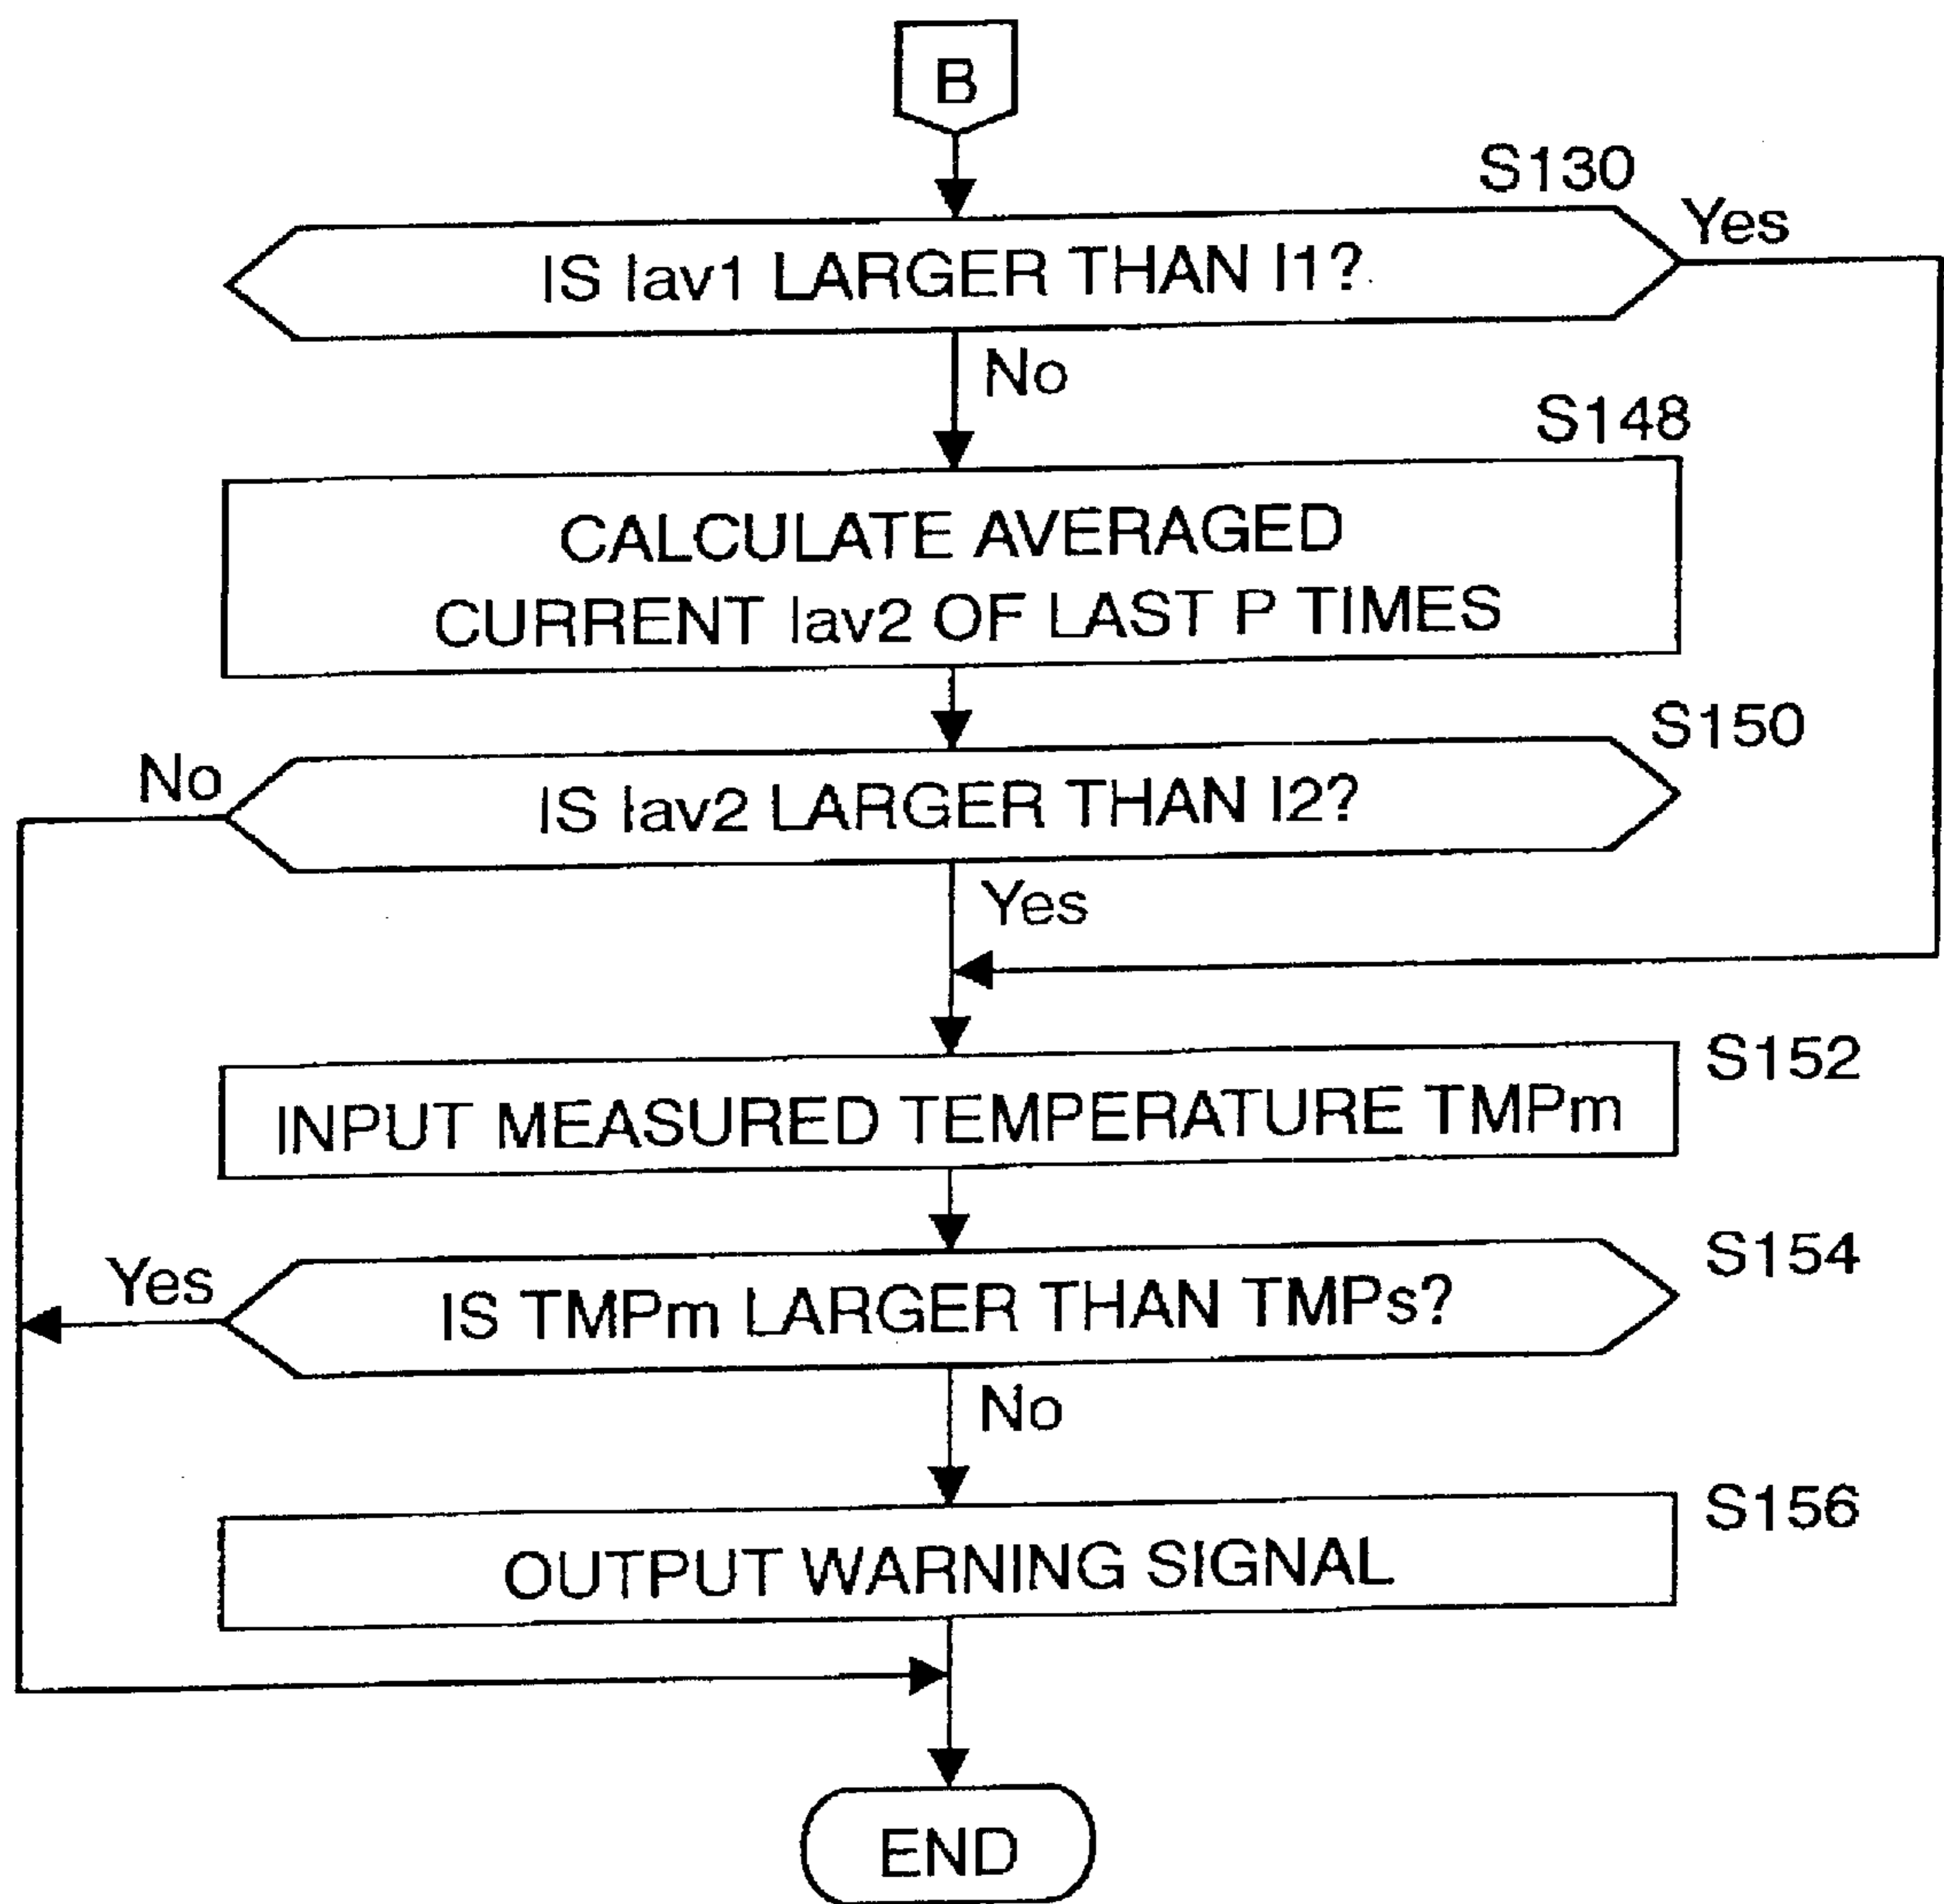 B
S130
Yes
IS Iav1 LARGER THAN I1?
No
S148
CALCULATE AVERAGED
CURRENT Iav2 OF LAST P TIMES
S150
No
IS Iav2 LARGER THAN I2?
Yes
S152
INPUT MEASURED TEMPERATURE TMPm
S154
Yes
IS TMPm LARGER THAN TMPs?
No
S156
OUTPUT WARNING SIGNAL
END